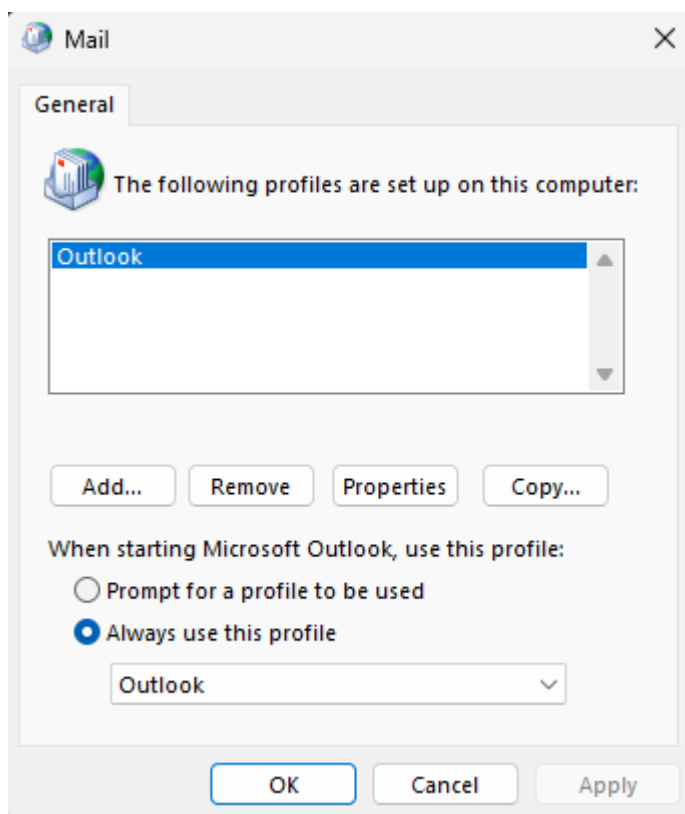 Mail
General
The following profiles are set up on this computer:
Outlook
Add... Remove Properties Copy...
When starting Microsoft Outlook, use this profile:
Prompt for a profile to be used
Always use this profile
Outlook
OK Cancel Apply